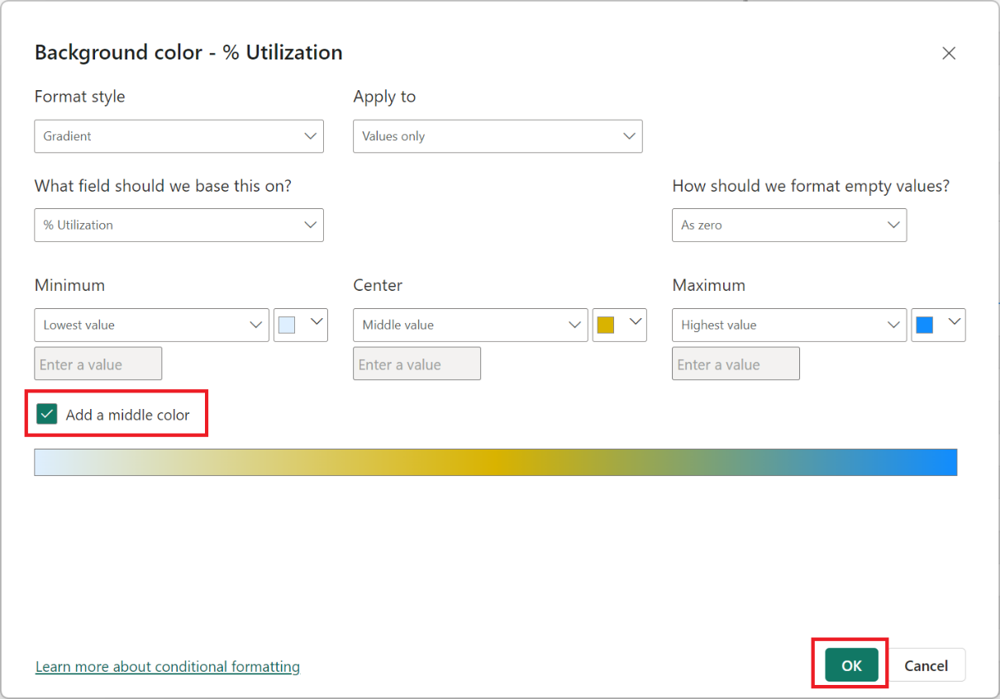 Background color - % Utilization
Format style
Apply to
Gradient
Values only
What field should we base this on?
How should we format empty values?
% Utilization
As zero
Minimum
Center
Maximum
Lowest value
Middle value
Highest value
Enter a value
Enter a value
Enter a value
Add a middle color
Learn more about conditional formatting
OK
Cancel